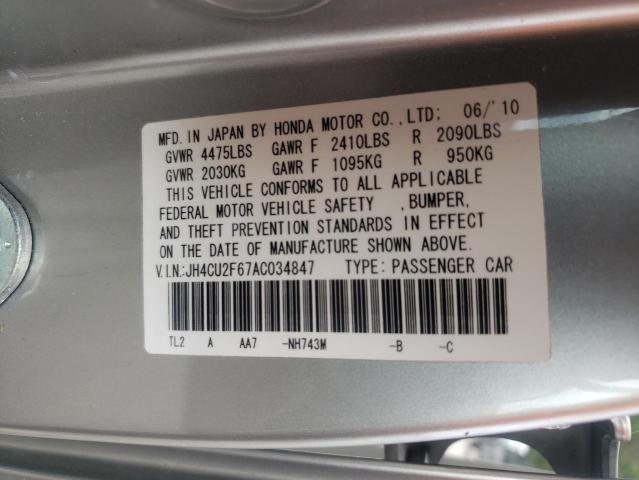 MFD. IN JAPAN BY HONDA MOTOR CO.,LTD; 06/'10
GVWR 4475LBS GAWR F 2410LBS R 2090LBS
GVWR 2030KG GAWR F 1095KG R 950KG
THIS VEHICLE CONFORMS TO ALL APPLICABLE
FEDERAL MOTOR VEHICLE SAFETY ,BUMPER,
AND THEFT PREVENTION STANDARDS IN EFFECT
ON THE DATE OF MANUFACTURE SHOWN ABOVE.
V.I.N:JH4CU2F67AC034847 TYPE: PASSENGER CAR
TL2 A AA7 -NH743M -B -C